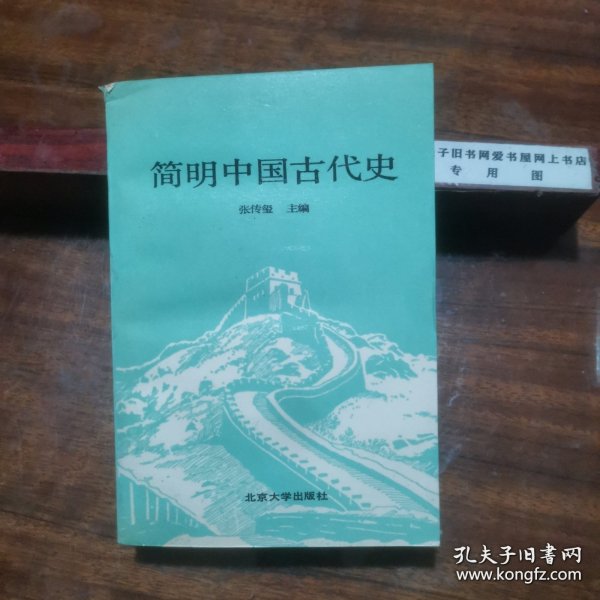 简明中国古代史
张传玺 主编
北京大学出版社
子旧书网爱书屋网上书店
专用图
孔夫子旧書网
www.kongfz.com